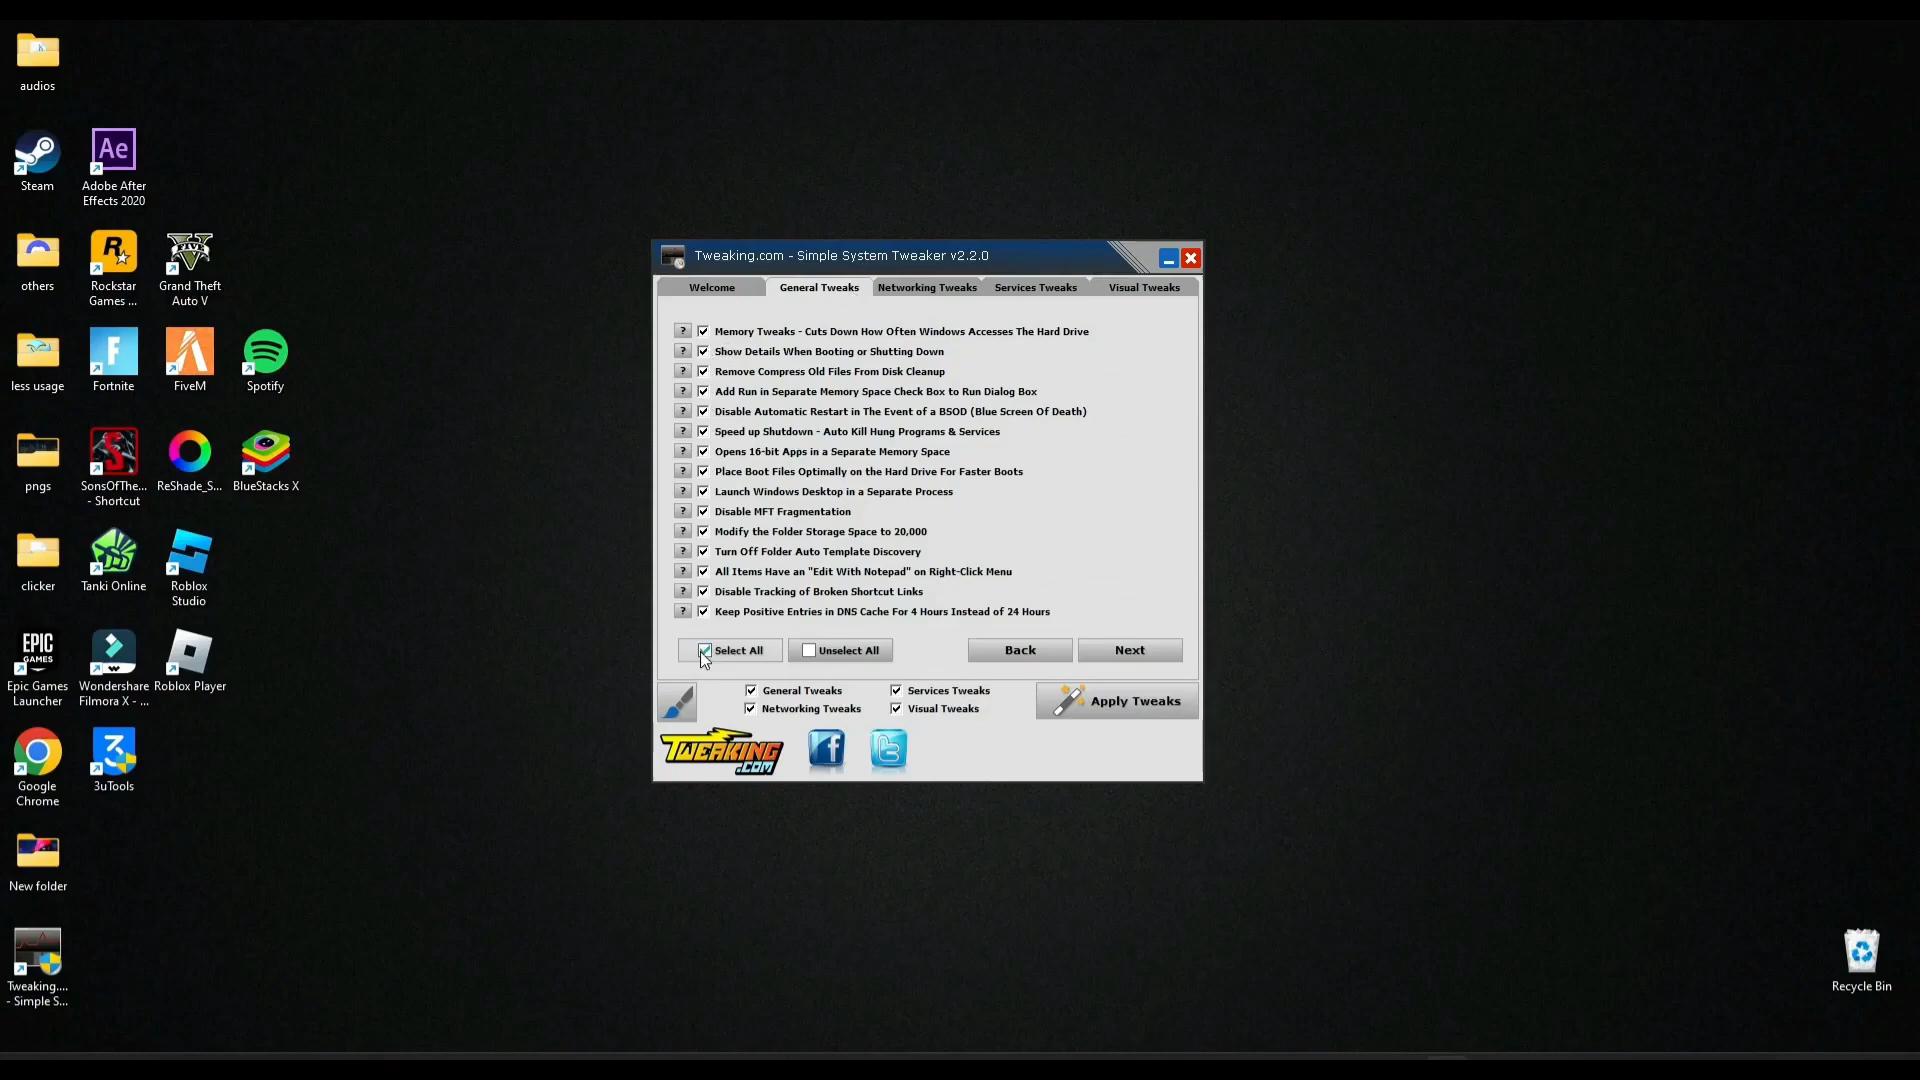 audios
Steam
Ae
Adobe After
Effects 2020
others
Rockstar
Games ...
FIVE
Grand Theft
Auto V
less usage
Fortnite
FiveM
Spotify
pngs
SonsOfThe...
- Shortcut
ReShade_S...
BlueStacks X
clicker
Tanki Online
Roblox
Studio
EPIC
GAMES
Epic Games
Launcher
Wondershare
Filmora X - ...
Roblox Player
Google
Chrome
3uTools
New folder
Tweaking....
- Simple S...
Tweaking.com - Simple System Tweaker v2.2.0
Welcome
General Tweaks
Networking Tweaks
Services Tweaks
Visual Tweaks
? Memory Tweaks - Cuts Down How Often Windows Accesses The Hard Drive
? Show Details When Booting or Shutting Down
? Remove Compress Old Files From Disk Cleanup
? Add Run in Separate Memory Space Check Box to Run Dialog Box
? Disable Automatic Restart in The Event of a BSOD (Blue Screen Of Death)
? Speed up Shutdown - Auto Kill Hung Programs & Services
? Opens 16-bit Apps in a Separate Memory Space
? Place Boot Files Optimally on the Hard Drive For Faster Boots
? Launch Windows Desktop in a Separate Process
? Disable MFT Fragmentation
? Modify the Folder Storage Space to 20,000
? Turn Off Folder Auto Template Discovery
? All Items Have an "Edit With Notepad" on Right-Click Menu
? Disable Tracking of Broken Shortcut Links
? Keep Positive Entries in DNS Cache For 4 Hours Instead of 24 Hours
Select All
Unselect All
Back
Next
General Tweaks
Services Tweaks
Networking Tweaks
Visual Tweaks
Apply Tweaks
TWEAKING
.COM
Recycle Bin